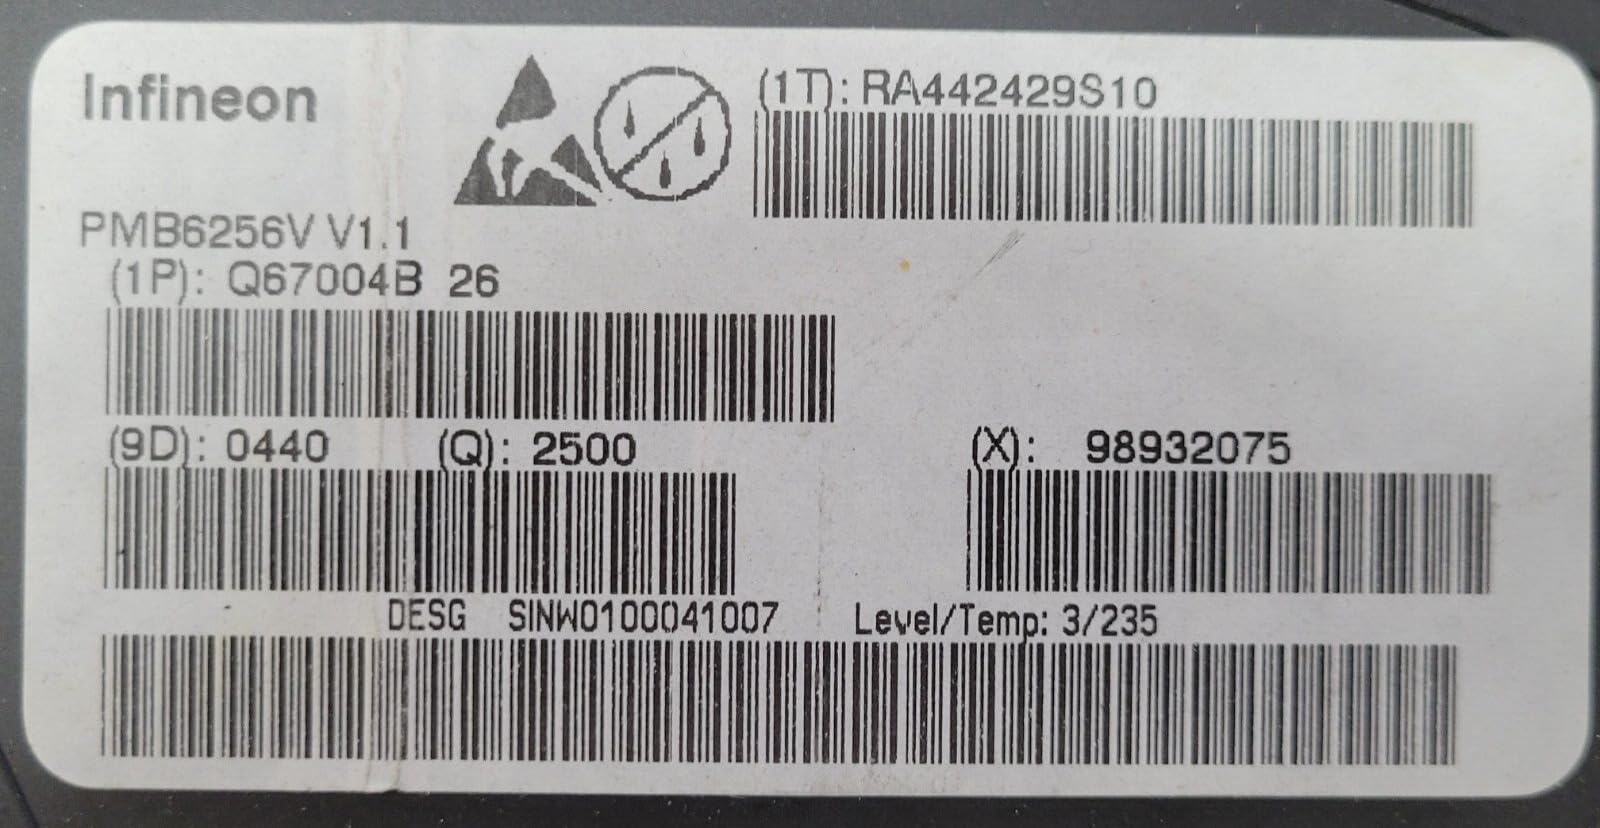 Infineon
(1T): RA442429S10
PMB6256V V1.1
(1P): Q67004B 26
(9D): 0440 (Q): 2500 (X): 98932075
DESG SINW0100041007 Level/Temp: 3/235